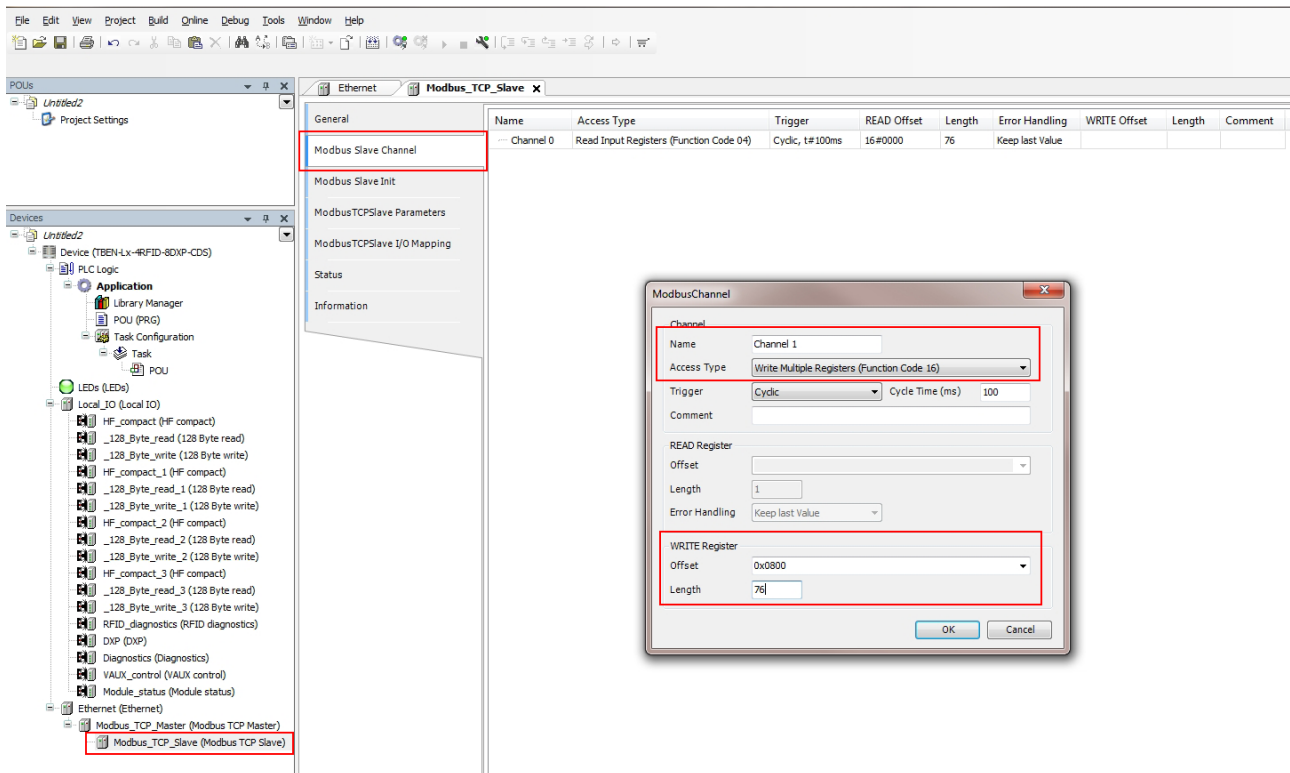 File Edit View Project Build Online Debug Tools Window Help
POUs
Untitled2
Project Settings
Devices
Untitled2
Device (TBEN-Lx-4RFID-8DXP-CDS)
PLC Logic
Application
Library Manager
POU (PRG)
Task Configuration
Task
POU
LEDs (LEDs)
Local_IO (Local IO)
HF_compact (HF compact)
_128_Byte_read (128 Byte read)
_128_Byte_write (128 Byte write)
HF_compact_1 (HF compact)
_128_Byte_read_1 (128 Byte read)
_128_Byte_write_1 (128 Byte write)
HF_compact_2 (HF compact)
_128_Byte_read_2 (128 Byte read)
_128_Byte_write_2 (128 Byte write)
HF_compact_3 (HF compact)
_128_Byte_read_3 (128 Byte read)
_128_Byte_write_3 (128 Byte write)
RFID_diagnostics (RFID diagnostics)
DXP (DXP)
Diagnostics (Diagnostics)
VAUX_control (VAUX control)
Module_status (Module status)
Ethernet (Ethernet)
Modbus_TCP_Master (Modbus TCP Master)
Modbus_TCP_Slave (Modbus TCP Slave)
Ethernet Modbus_TCP_Slave
General
Modbus Slave Channel
Modbus Slave Init
ModbusTCPSlave Parameters
ModbusTCPSlave I/O Mapping
Status
Information
Name Access Type Trigger READ Offset Length Error Handling WRITE Offset Length Comment
Channel 0 Read Input Registers (Function Code 04) Cyclic, t#100ms 16#0000 76 Keep last Value
ModbusChannel
Channel
Name Channel 1
Access Type Write Multiple Registers (Function Code 16)
Trigger Cyclic Cycle Time (ms) 100
Comment
READ Register
Offset
Length 1
Error Handling Keep last Value
WRITE Register
Offset 0x0800
Length 76
OK Cancel